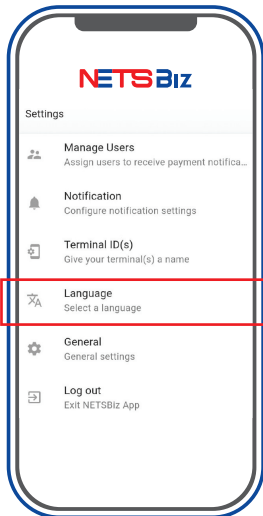 NETSBiz
Settings
Manage Users
Assign users to receive payment notifica...
Notification
Configure notification settings
Terminal ID(s)
Give your terminal(s) a name
Language
Select a language
General
General settings
Log out
Exit NETSBiz App